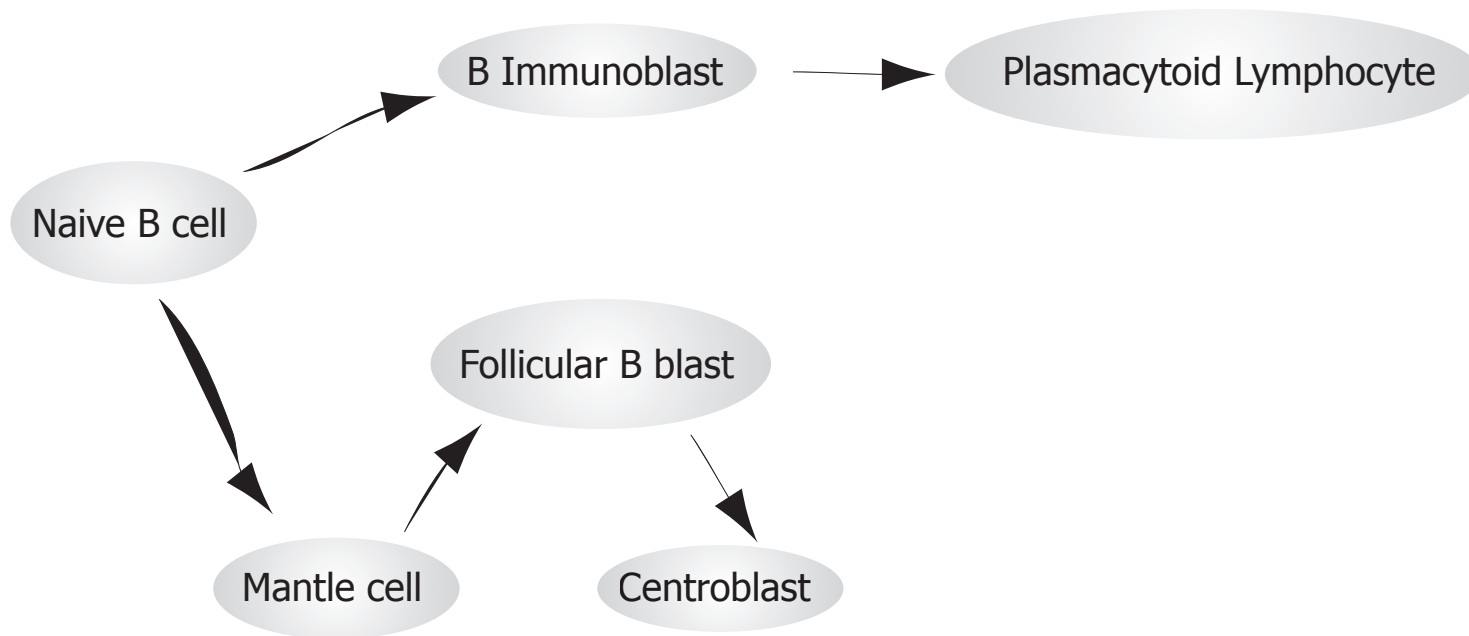 B Immunoblast
Plasmacytoid Lymphocyte
Naive B cell
Follicular B blast
Mantle cell
Centroblast